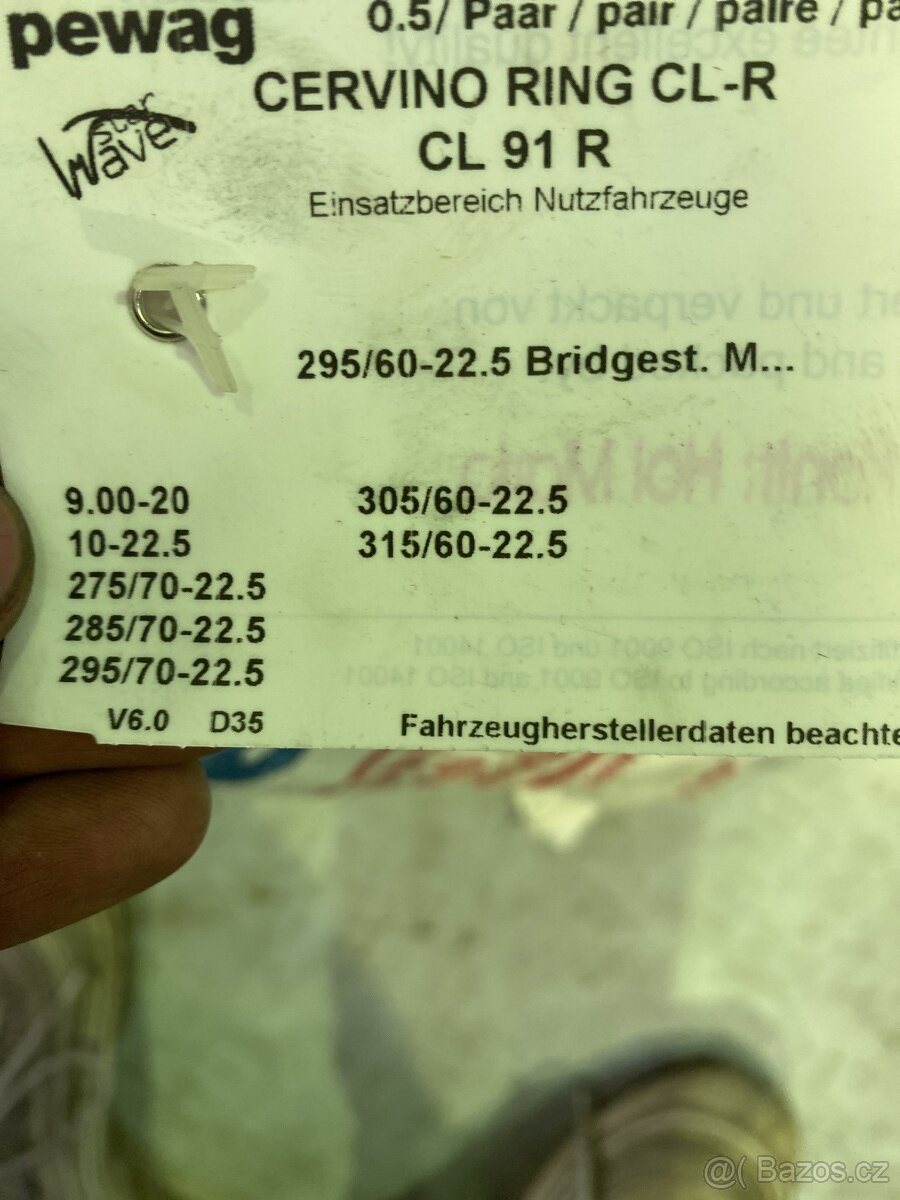 pewag
0.5/ Paar / pair / paire / pa
CERVINO RING CL-R
star
Wave
CL 91 R
Einsatzbereich Nutzfahrzeuge
295/60-22.5 Bridgest. M...
9.00-20
305/60-22.5
10-22.5
315/60-22.5
275/70-22.5
285/70-22.5
295/70-22.5
V6.0 D35
Fahrzeugherstellerdaten beachte
@( Bazos.cz